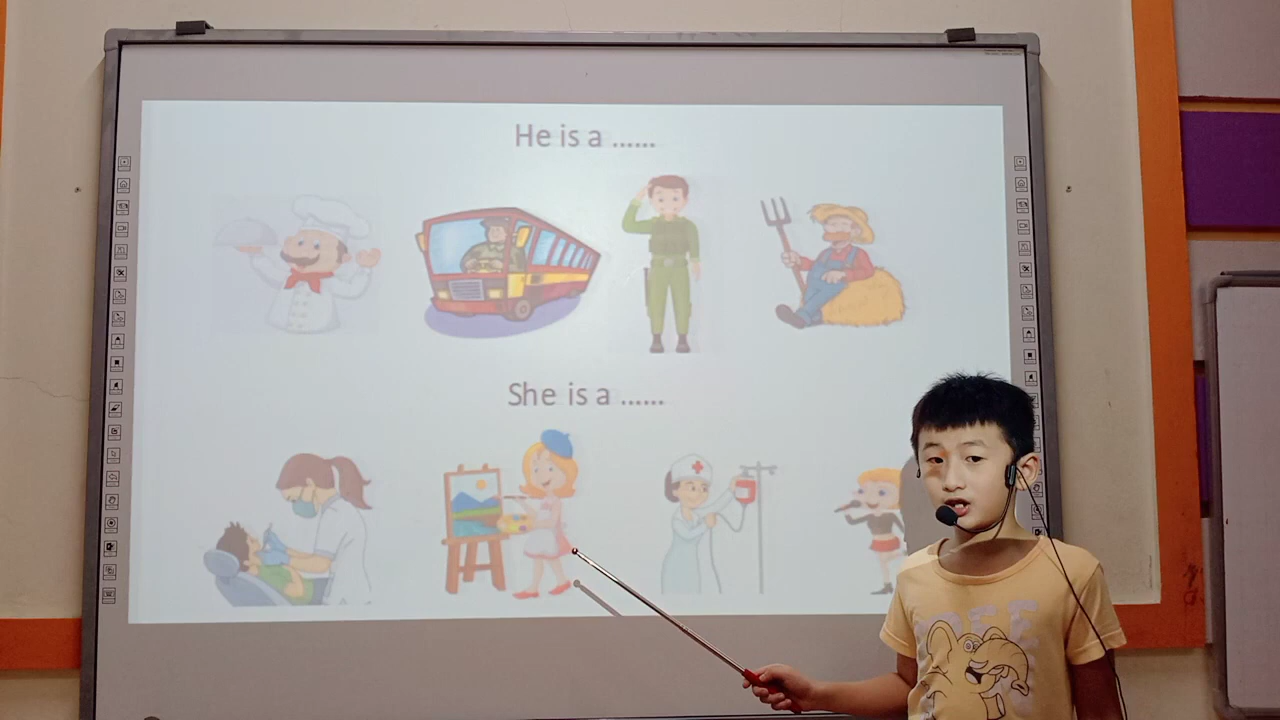 He is a ......
She is a ......